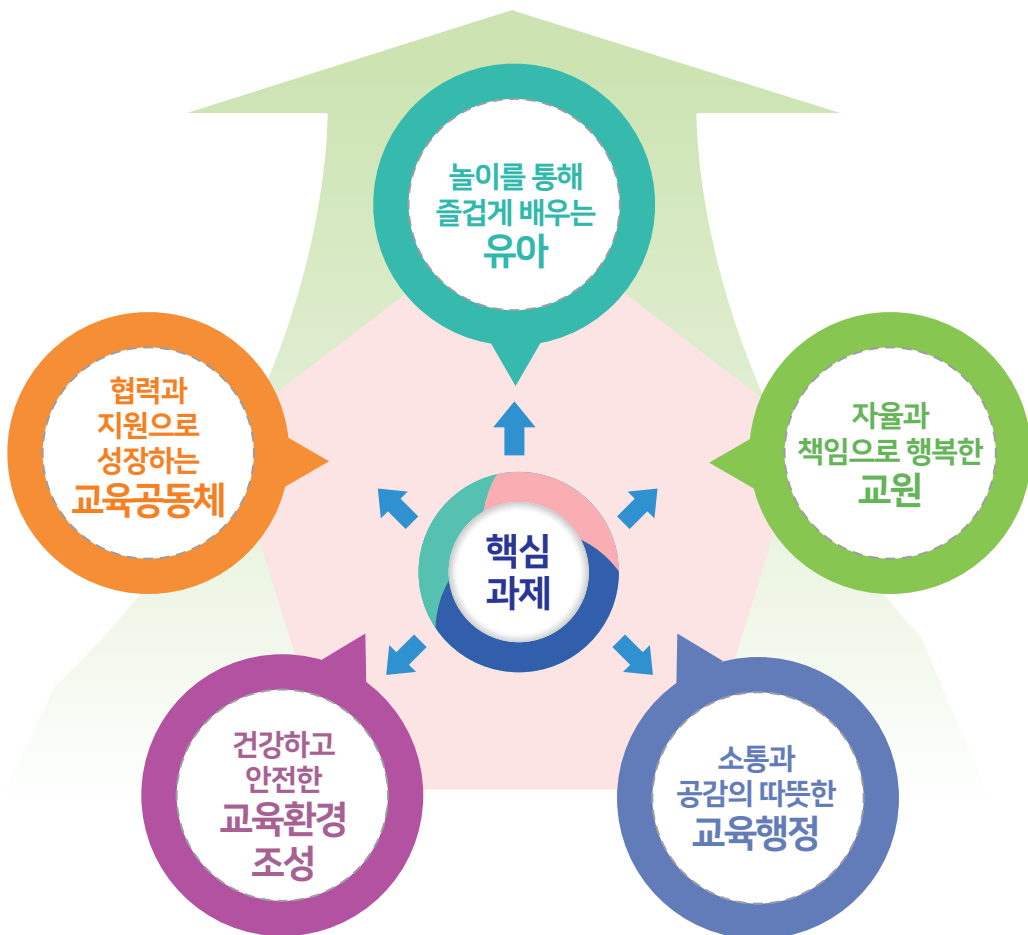 놀이를 통해
즐겁게 배우는
유아
협력과
지원으로
성장하는
교육공동체
자율과
책임으로 행복한
교원
핵심
과제
건강하고
안전한
교육환경
조성
소통과
공감의 따뜻한
교육행정